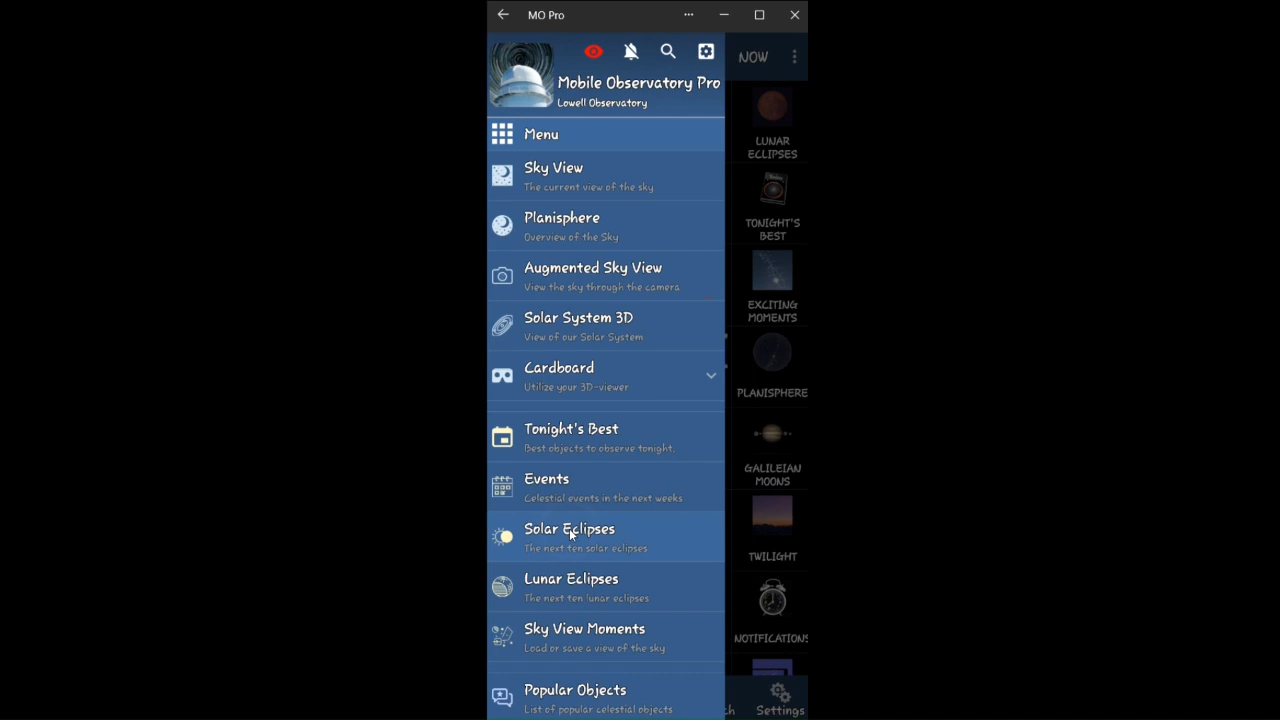 MO Pro
Mobile Observatory Pro
Lowell Observatory
NOW
Menu
Sky View
The current view of the sky
Planisphere
Overview of the Sky
Augmented Sky View
View the sky through the camera
Solar System 3D
View of our Solar System
Cardboard
Utilize your 3D-viewer
Tonight's Best
Best objects to observe tonight.
Events
Celestial events in the next weeks
Solar Eclipses
The next ten solar eclipses
Lunar Eclipses
The next ten lunar eclipses
Sky View Moments
Load or save a view of the sky
Popular Objects
List of popular celestial objects
LUNAR
ECLIPSES
TONIGHT'S
BEST
EXCITING
MOMENTS
PLANISPHERE
GALILEIAN
MOONS
TWILIGHT
NOTIFICATIONS
ch
Settings